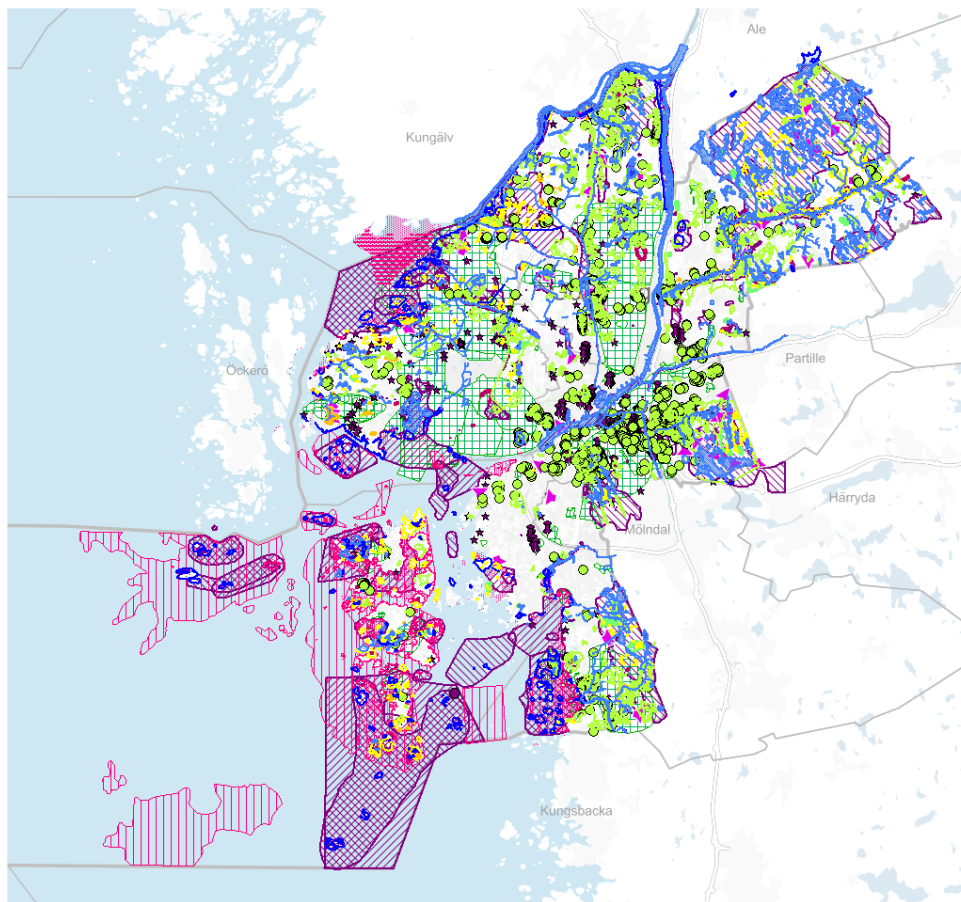 Ale
Kungälv
Öckerö
Partille
Härryda
Mölndal
Kungsbacka